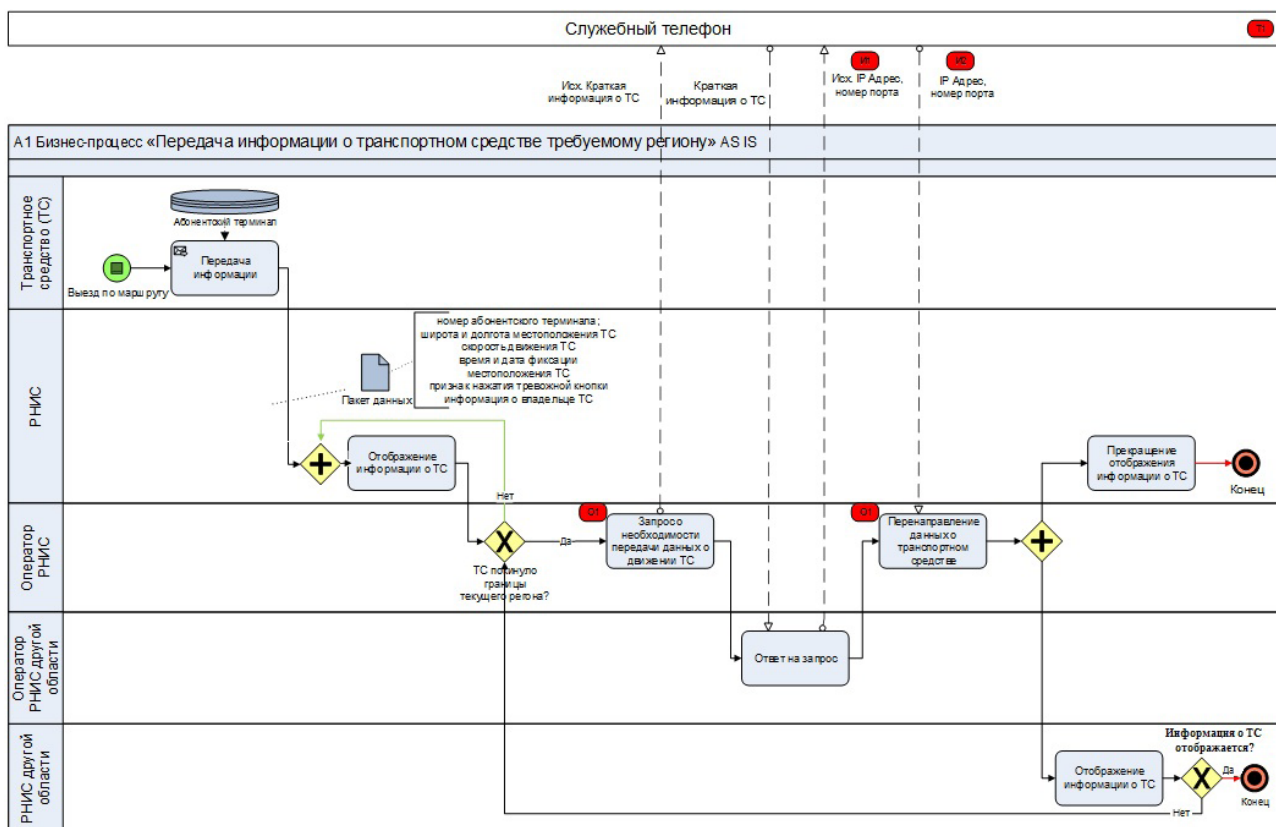 Служебный телефон
T1
Исх. Краткая
информация о ТС
Краткая
информация о ТС
И1
Исх. IP Адрес,
номер порта
И2
IP Адрес,
номер порта
А1 Бизнес-процесс «Передача информации о транспортном средстве требуемому региону» AS IS
Транспортное
средство (ТС)
Абонентский терминал
Передача
информации
Выезд по маршруту
РНИС
номер абонентского терминала;
широта и долгота местоположения ТС
скорость движения ТС
время и дата фиксации
местоположения ТС
признак нажатия тревожной кнопки
информация о владельце ТС
Пакет данных
Отображение
информации о ТС
Нет
Прекращение
отображения
информации о ТС
Конец
Оператор
РНИС
ТС покинуло
границы
текущего регона?
Да
О1
Запрос о
необходимости
передачи данных о
движении ТС
О1
Перенаправление
данных о
транспортном
средстве
Оператор
РНИС другой
области
Ответ на запрос
РНИС другой
области
Отображение
информации о ТС
Информация о ТС
отображается?
Да
Конец
Нет